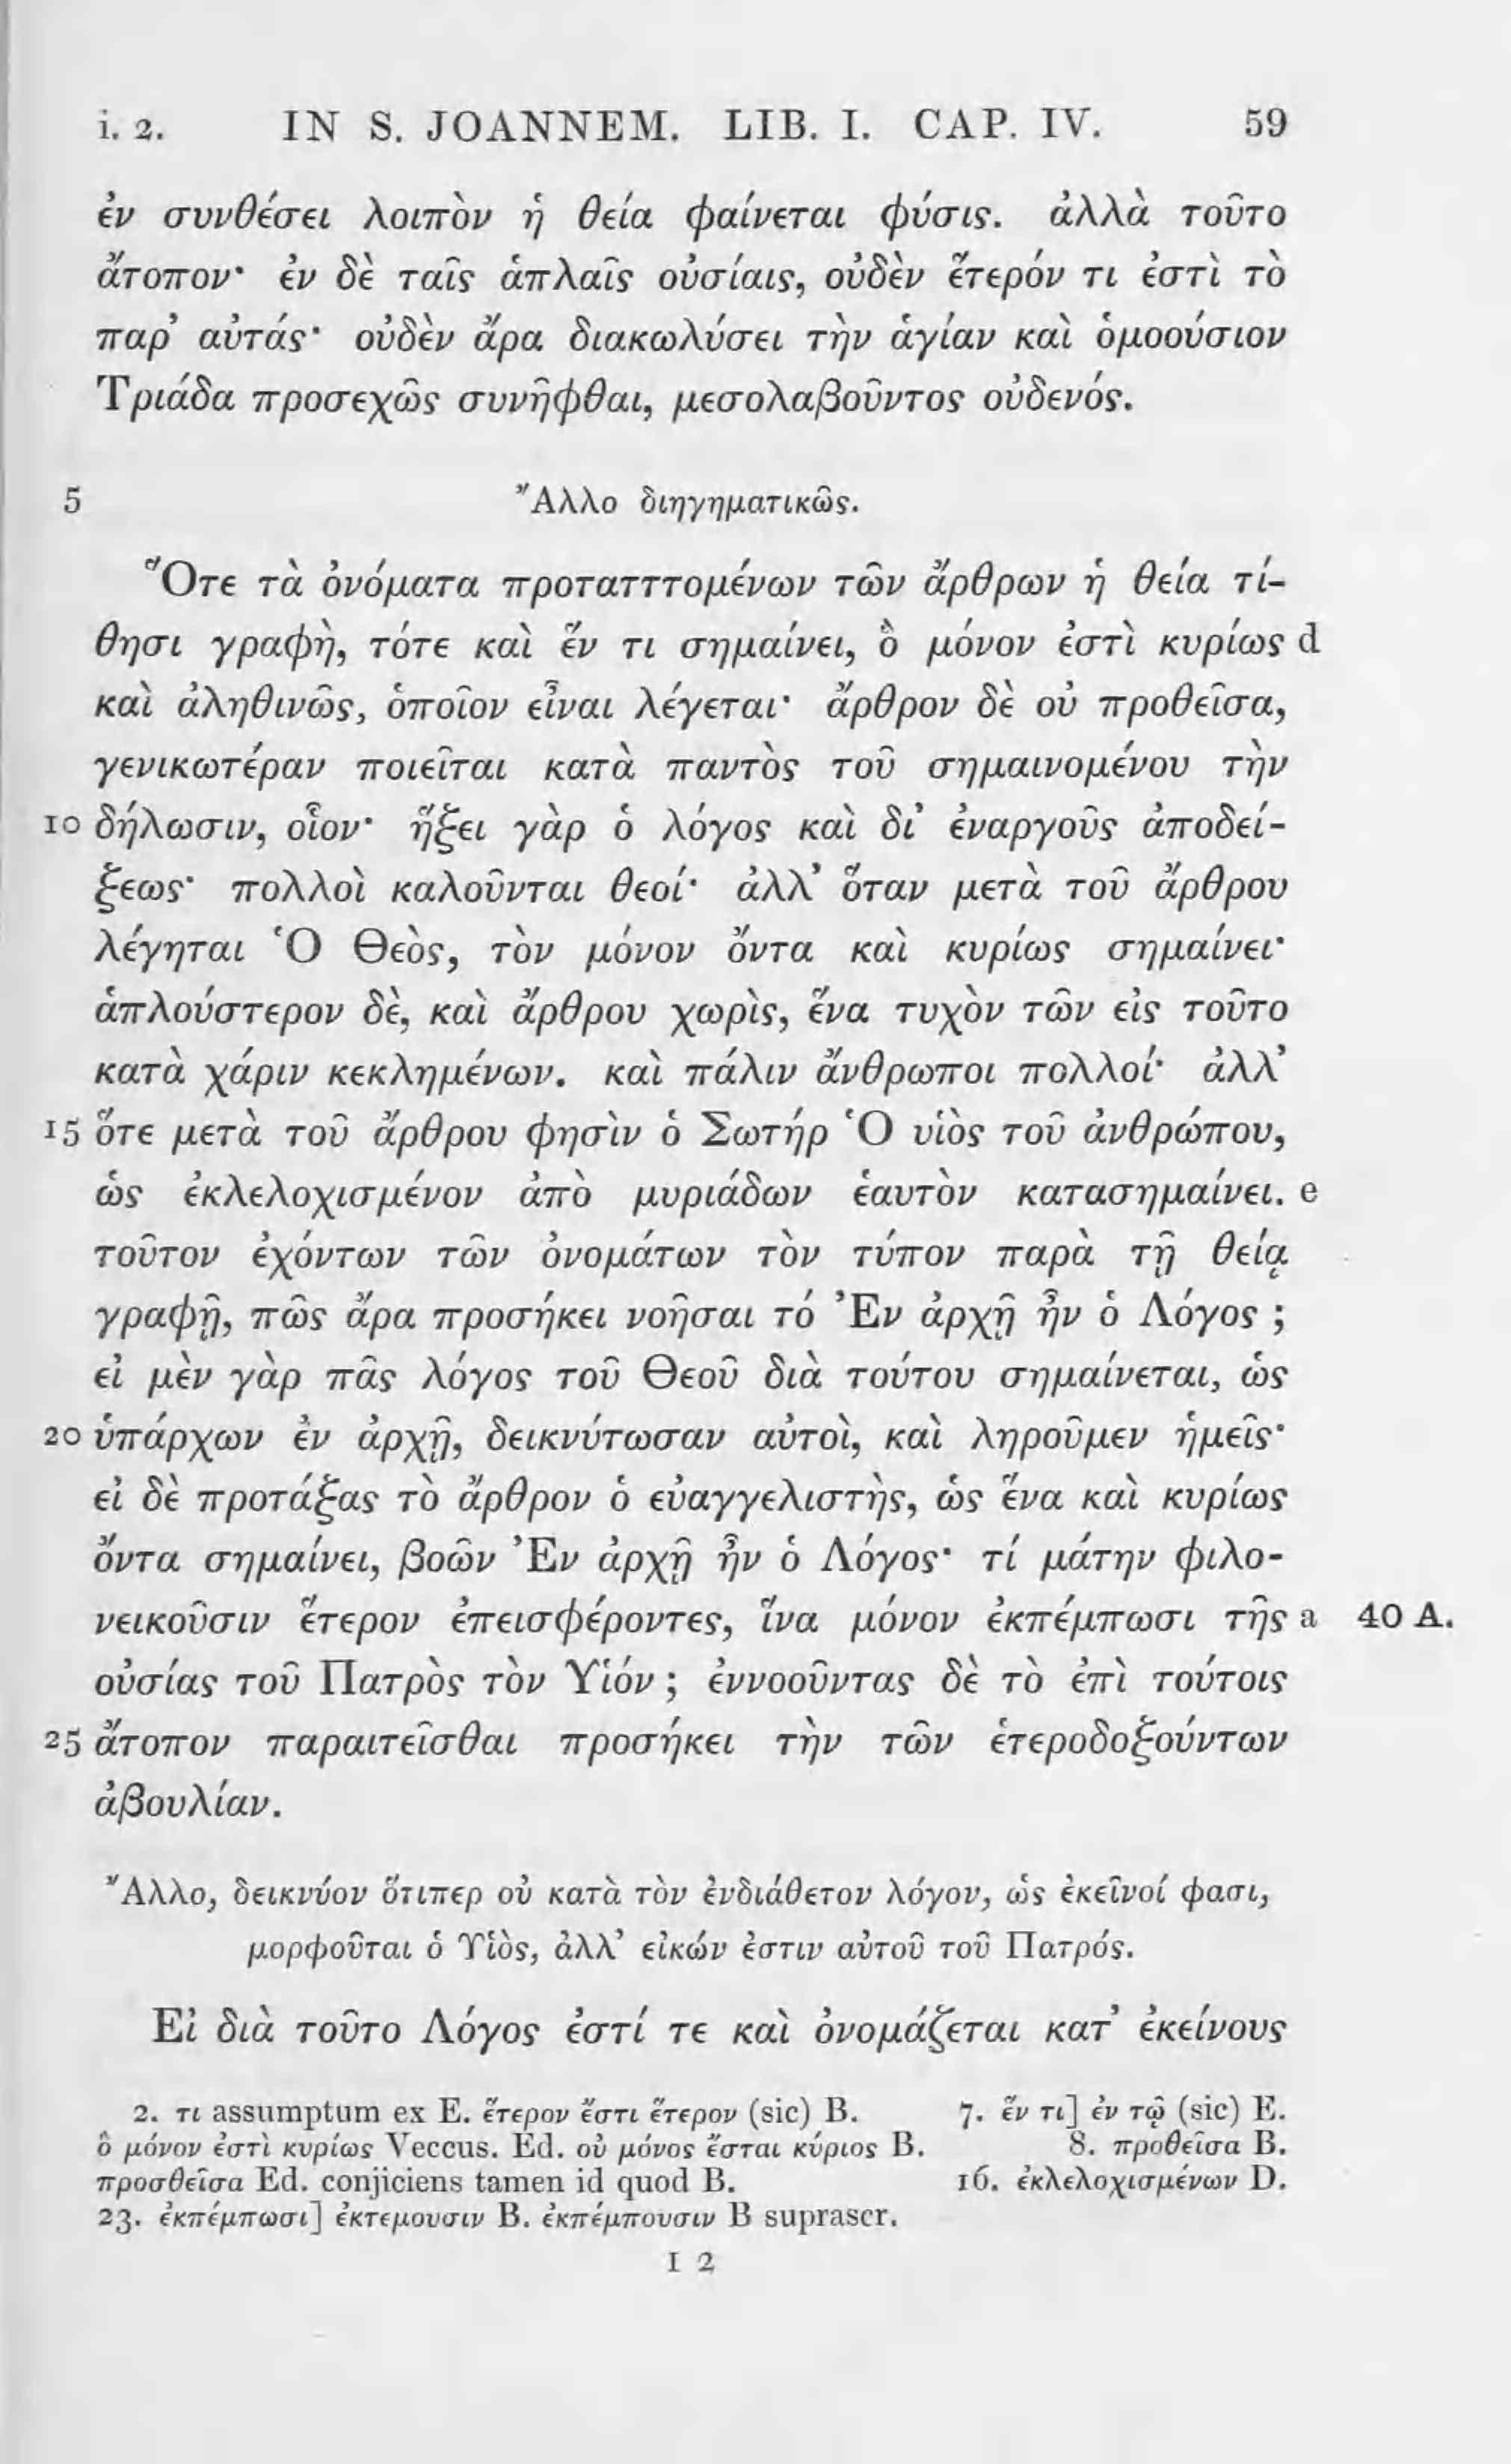 i. 2. IN S. JOANNEM. LIB. I. CAP. IV. 59
ἐν συνθέσει λοιπὸν ἡ θεία φαίνεται φύσις. ἀλλὰ τοῦτο
ἄτοπον· ἐν δὲ ταῖς ἁπλαῖς οὐσίαις, οὐδὲν ἕτερόν τι ἐστὶ τὸ
παρ’ αὐτάς· οὐδὲν ἄρα διακωλύσει τὴν ἁγίαν καὶ ὁμοούσιον
Τριάδα προσεχῶς συνῆφθαι, μεσολαβοῦντος οὐδενός.
5 Ἄλλο διηγηματικῶς.
Ὅτε τὰ ὀνόματα προταττομένων τῶν ἄρθρων ἡ θεία τί-
θησι γραφὴ, τότε καὶ ἕν τι σημαίνει, ὃ μόνον ἐστὶ κυρίως d
καὶ ἀληθινῶς, ὁποῖον εἶναι λέγεται· ἄρθρον δὲ οὐ προθεῖσα,
γενικωτέραν ποιεῖται κατὰ παντὸς τοῦ σημαινομένου τὴν
10 δήλωσιν, οἷον· ἥξει γὰρ ὁ λόγος καὶ δι’ ἐναργοῦς ἀποδεί-
ξεως· πολλοὶ καλοῦνται θεοί· ἀλλ’ ὅταν μετὰ τοῦ ἄρθρου
λέγηται Ὁ Θεὸς, τὸν μόνον ὄντα καὶ κυρίως σημαίνει·
ἁπλούστερον δὲ, καὶ ἄρθρου χωρὶς, ἕνα τυχὸν τῶν εἰς τοῦτο
κατὰ χάριν κεκλημένων. καὶ πάλιν ἄνθρωποι πολλοί· ἀλλ’
15 ὅτε μετὰ τοῦ ἄρθρου φησὶν ὁ Σωτήρ Ὁ υἱὸς τοῦ ἀνθρώπου,
ὡς ἐκλελοχισμένον ἀπὸ μυριάδων ἑαυτὸν κατασημαίνει. e
τοῦτον ἐχόντων τῶν ὀνομάτων τὸν τύπον παρὰ τῇ θείᾳ
γραφῇ, πῶς ἄρα προσήκει νοῆσαι τό Ἐν ἀρχῇ ἦν ὁ Λόγος ;
εἰ μὲν γὰρ πᾶς λόγος τοῦ Θεοῦ διὰ τούτου σημαίνεται, ὡς
20 ὑπάρχων ἐν ἀρχῇ, δεικνύτωσαν αὐτοὶ, καὶ ληροῦμεν ἡμεῖς·
εἰ δὲ προτάξας τὸ ἄρθρον ὁ εὐαγγελιστὴς, ὡς ἕνα καὶ κυρίως
ὄντα σημαίνει, βοῶν Ἐν ἀρχῇ ἦν ὁ Λόγος· τί μάτην φιλο-
νεικοῦσιν ἕτερον ἐπεισφέροντες, ἵνα μόνον ἐκπέμπωσι τῆς a 40 A.
οὐσίας τοῦ Πατρὸς τὸν Υἱόν ; ἐννοοῦντας δὲ τὸ ἐπὶ τούτοις
25 ἄτοπον παραιτεῖσθαι προσήκει τὴν τῶν ἑτεροδοξούντων
ἀβουλίαν.
Ἄλλο, δεικνύον ὅτιπερ οὐ κατὰ τὸν ἐνδιάθετον λόγον, ὡς ἐκεῖνοί φασι,
μορφοῦται ὁ Υἱὸς, ἀλλ’ εἰκών ἐστιν αὐτοῦ τοῦ Πατρός.
Εἰ διὰ τοῦτο Λόγος ἐστί τε καὶ ὀνομάζεται κατ’ ἐκείνους
2. τι assumptum ex E. ἕτερον ἔστι ἕτερον (sic) B. 7. ἕν τι] ἐν τῷ (sic) E.
ὃ μόνον ἐστὶ κυρίως Veccus. Ed. οὐ μόνος ἔσται κύριος B. 8. προθεῖσα B.
προσθεῖσα Ed. conjiciens tamen id quod B. 16. ἐκλελοχισμένων D.
23. ἐκπέμπωσι] ἐκτεμουσιν B. ἐκπέμπουσιν B suprascr.
I 2